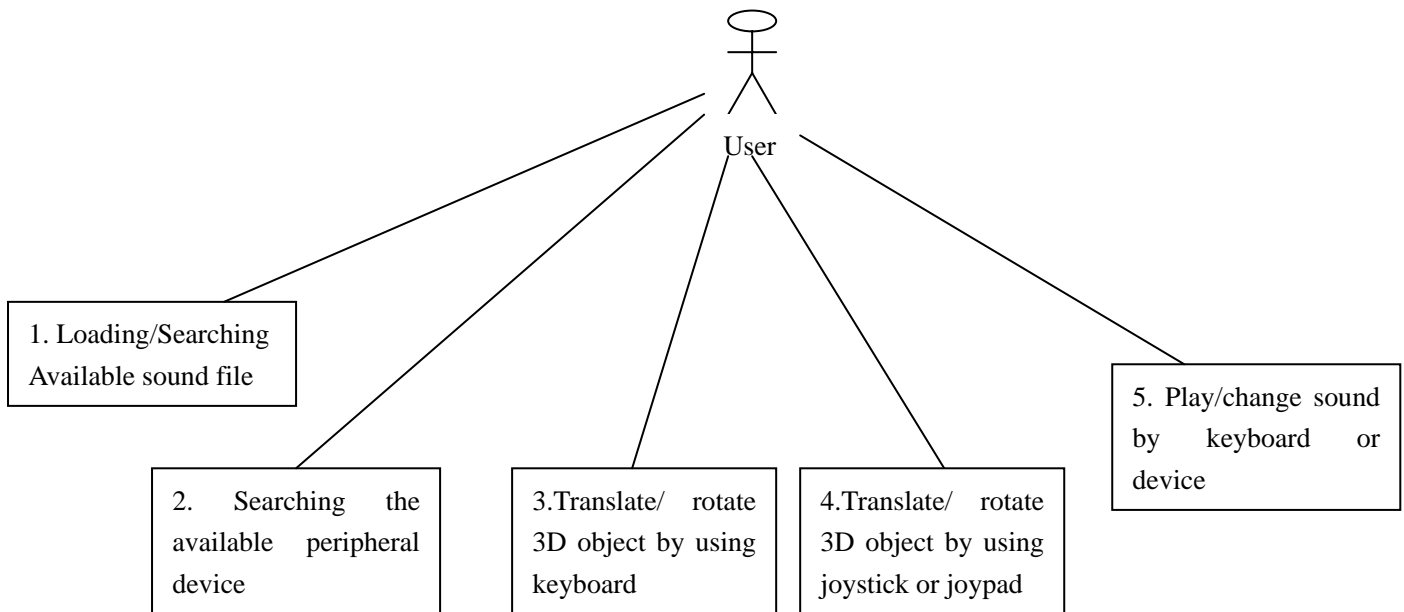 User
1. Loading/Searching
Available sound file
2. Searching the
available peripheral
device
3.Translate/ rotate
3D object by using
keyboard
4.Translate/ rotate
3D object by using
joystick or joypad
5. Play/change sound
by keyboard or
device